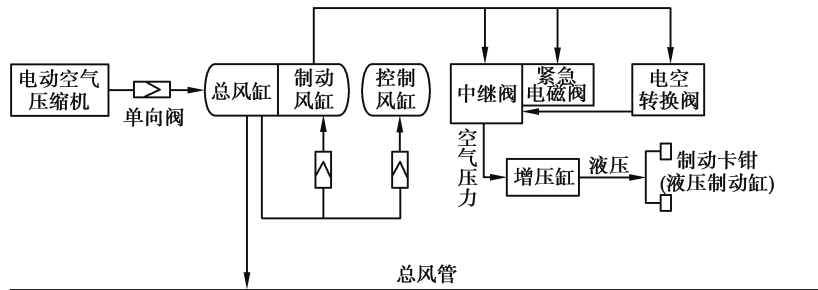 电动空气
压缩机
单向阀
总风缸
制动
风缸
控制
风缸
中继阀
紧急
电磁阀
电空
转换阀
空气压力
增压缸
液压
制动卡钳
(液压制动缸)
总风管